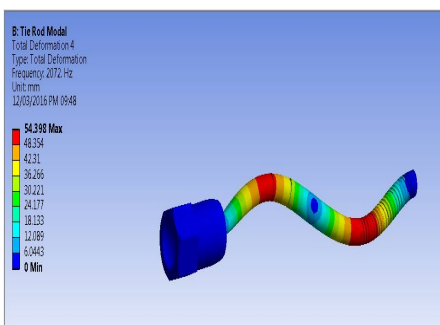 B: Tie Rod Modal
Total Deformation 4
Type: Total Deformation
Frequency: 2072. Hz
Unit: mm
12/03/2016 PM 09:48
54.398 Max
48.354
42.31
36.266
30.221
24.177
18.133
12.089
6.0443
0 Min